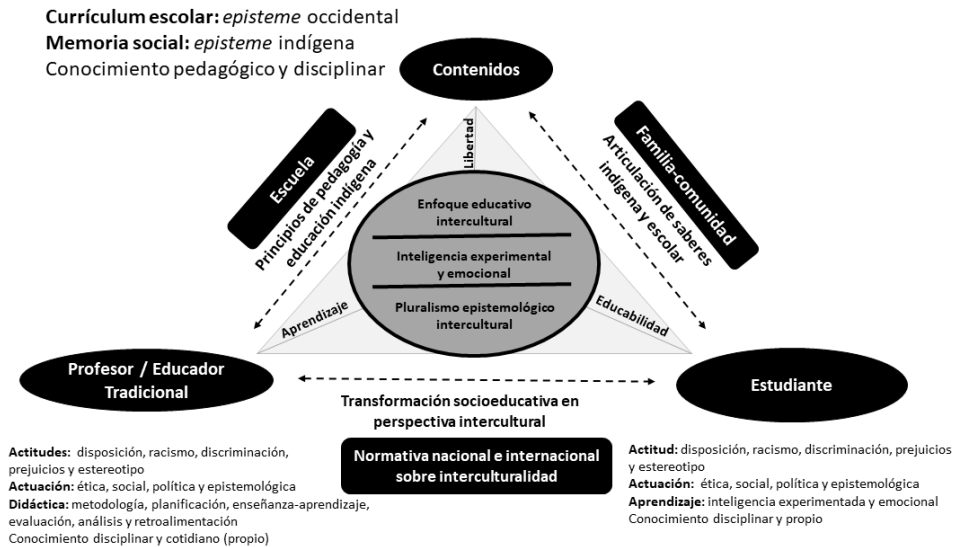 Currículum escolar: episteme occidental
Memoria social: episteme indígena
Conocimiento pedagógico y disciplinar
Contenidos
Escuela
Principios de pedagogía y
educación indígena
Familia-comunidad
Articulación de saberes
indígena y escolar
Libertad
Enfoque educativo
intercultural
Inteligencia experimental
y emocional
Pluralismo epistemológico
intercultural
Aprendizaje
Educabilidad
Profesor / Educador
Tradicional
Estudiante
Transformación socioeducativa en
perspectiva intercultural
Normativa nacional e internacional
sobre interculturalidad
Actitudes: disposición, racismo, discriminación,
prejuicios y estereotipo
Actuación: ética, social, política y epistemológica
Didáctica: metodología, planificación, enseñanza-aprendizaje,
evaluación, análisis y retroalimentación
Conocimiento disciplinar y cotidiano (propio)
Actitud: disposición, racismo, discriminación, prejuicios
y estereotipo
Actuación: ética, social, política y epistemológica
Aprendizaje: inteligencia experimentada y emocional
Conocimiento disciplinar y propio